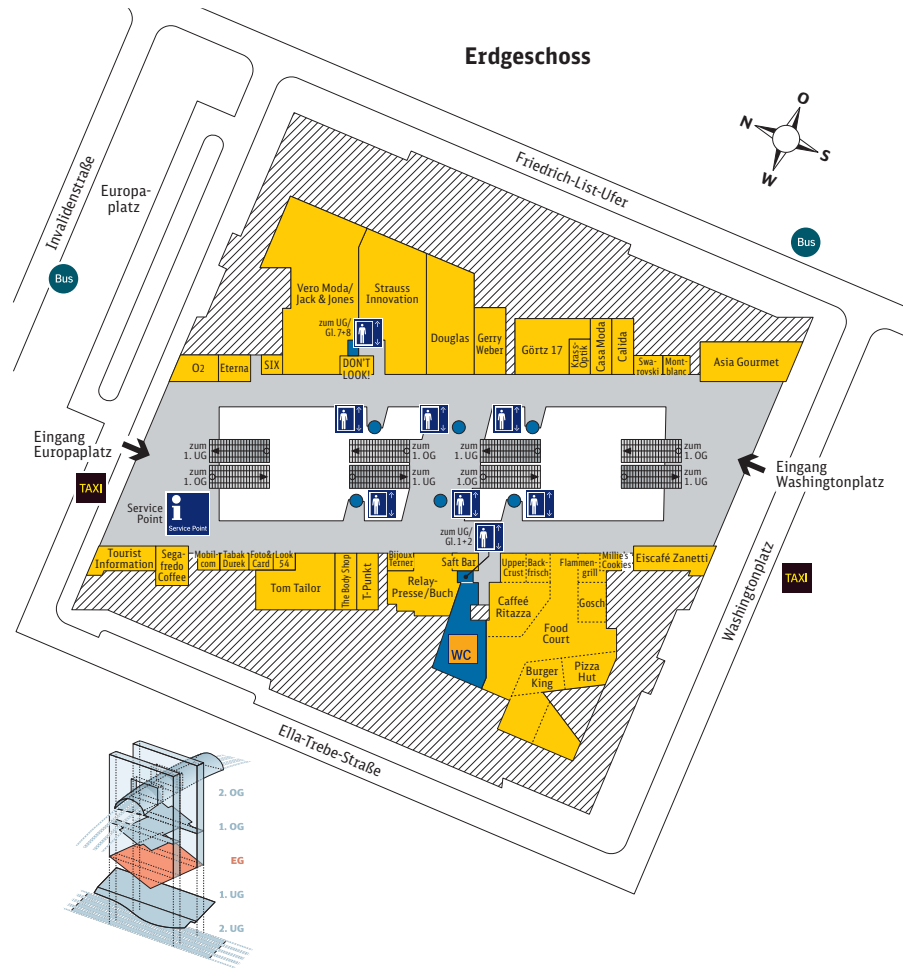 Erdgeschoss
O
N
S
W
Friedrich-List-Ufer
Invalidenstraße
Europa-
platz
Bus
Bus
Vero Moda/
Jack & Jones
Strauss
Innovation
zum UG/
Gl. 7+8
Douglas
Gerry
Weber
Görtz 17
Krass-
Optik
Casa Moda
Calida
Swa-
rovski
Mont-
blanc
Asia Gourmet
O2
Eterna
SIX
DON'T
LOOK!
Eingang
Europaplatz
zum
1. UG
zum
1. OG
zum
1. OG
zum
1. UG
zum
1. UG
zum
1.OG
zum
1. OG
zum
1. UG
Eingang
Washingtonplatz
TAXI
TAXI
Service
Point
i
Service Point
zum UG/
Gl. 1+2
Tourist
Information
Sega-
fredo
Coffee
Mobil-
com
Tabak
Durek
Foto&
Card
Look
54
Tom Tailor
The Body Shop
T-Punkt
Bijoux
Terner
Saft Bar
Relay-
Presse/Buch
Upper
Crust
Back-
frisch
Flammen-
grill
Millie's
Cookies
Eiscafé Zanetti
Caffeé
Ritazza
Gosch
Food
Court
WC
Burger
King
Pizza
Hut
Washingtonplatz
Ella-Trebe-Straße
2. OG
1. OG
EG
1. UG
2. UG